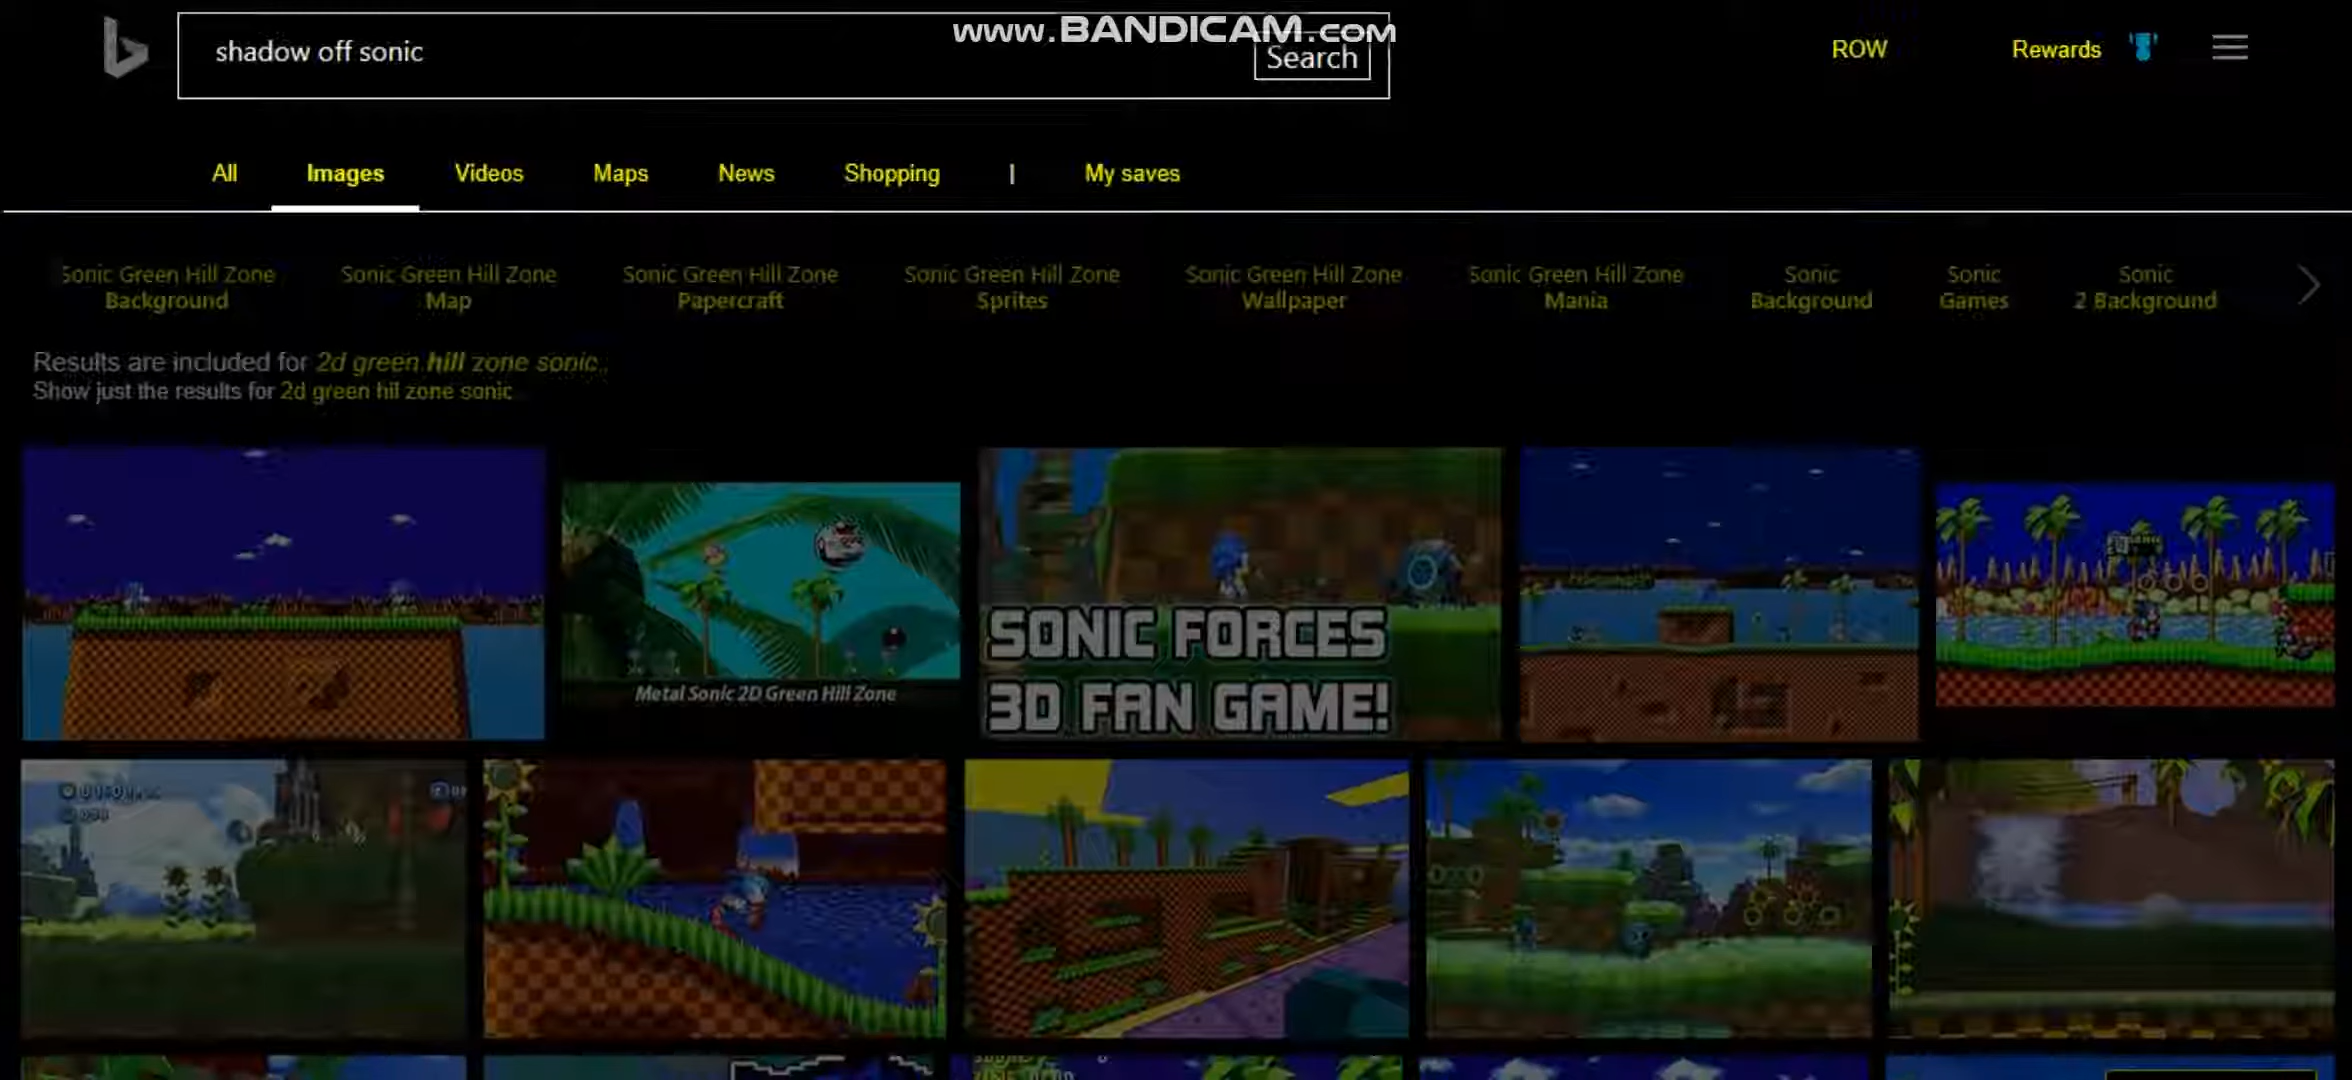 www.BANDICAM.com
shadow off sonic
Search
ROW
Rewards
All
Images
Videos
Maps
News
Shopping
|
My saves
Sonic Green Hill Zone
Background
Sonic Green Hill Zone
Map
Sonic Green Hill Zone
Papercraft
Sonic Green Hill Zone
Sprites
Sonic Green Hill Zone
Wallpaper
Sonic Green Hill Zone
Mania
Sonic
Background
Sonic
Games
Sonic
2 Background
Results are included for 2d green hill zone sonic.
Show just the results for 2d green hil zone sonic
Metal Sonic 2D Green Hill Zone
SONIC FORCES
3D FAN GAME!